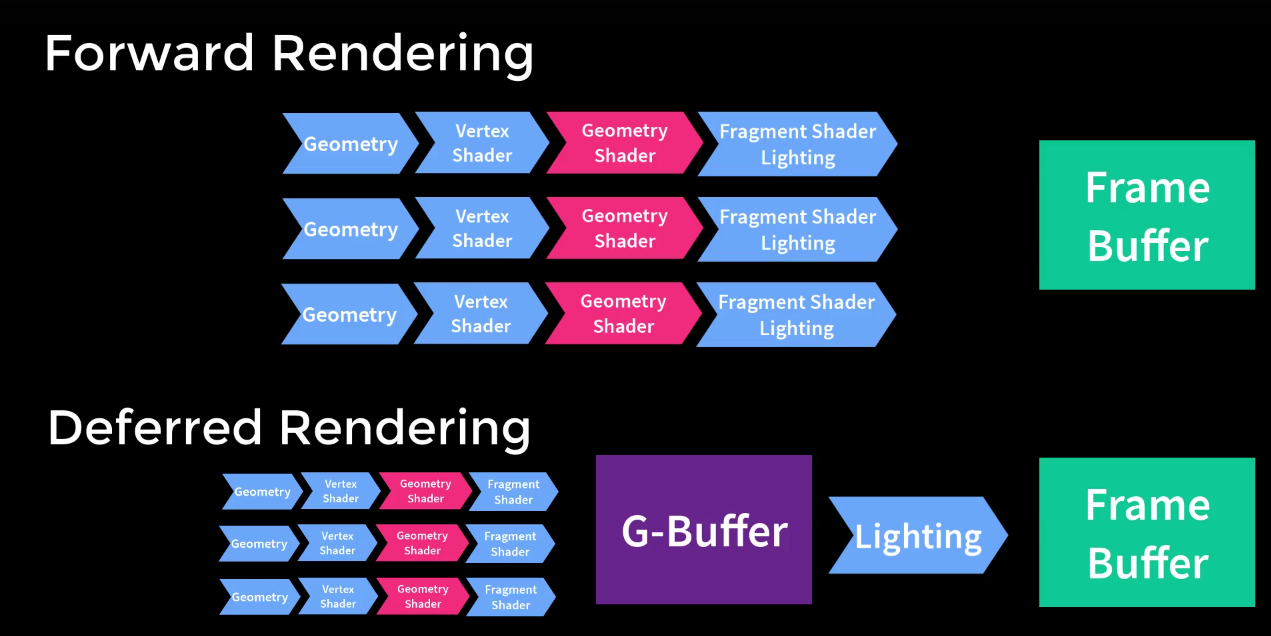 Forward Rendering
Geometry
Vertex
Shader
Geometry
Shader
Fragment Shader
Lighting
Geometry
Vertex
Shader
Geometry
Shader
Fragment Shader
Lighting
Geometry
Vertex
Shader
Geometry
Shader
Fragment Shader
Lighting
Frame
Buffer
Deferred Rendering
Geometry
Vertex
Shader
Geometry
Shader
Fragment
Shader
Geometry
Vertex
Shader
Geometry
Shader
Fragment
Shader
Geometry
Vertex
Shader
Geometry
Shader
Fragment
Shader
G-Buffer
Lighting
Frame
Buffer